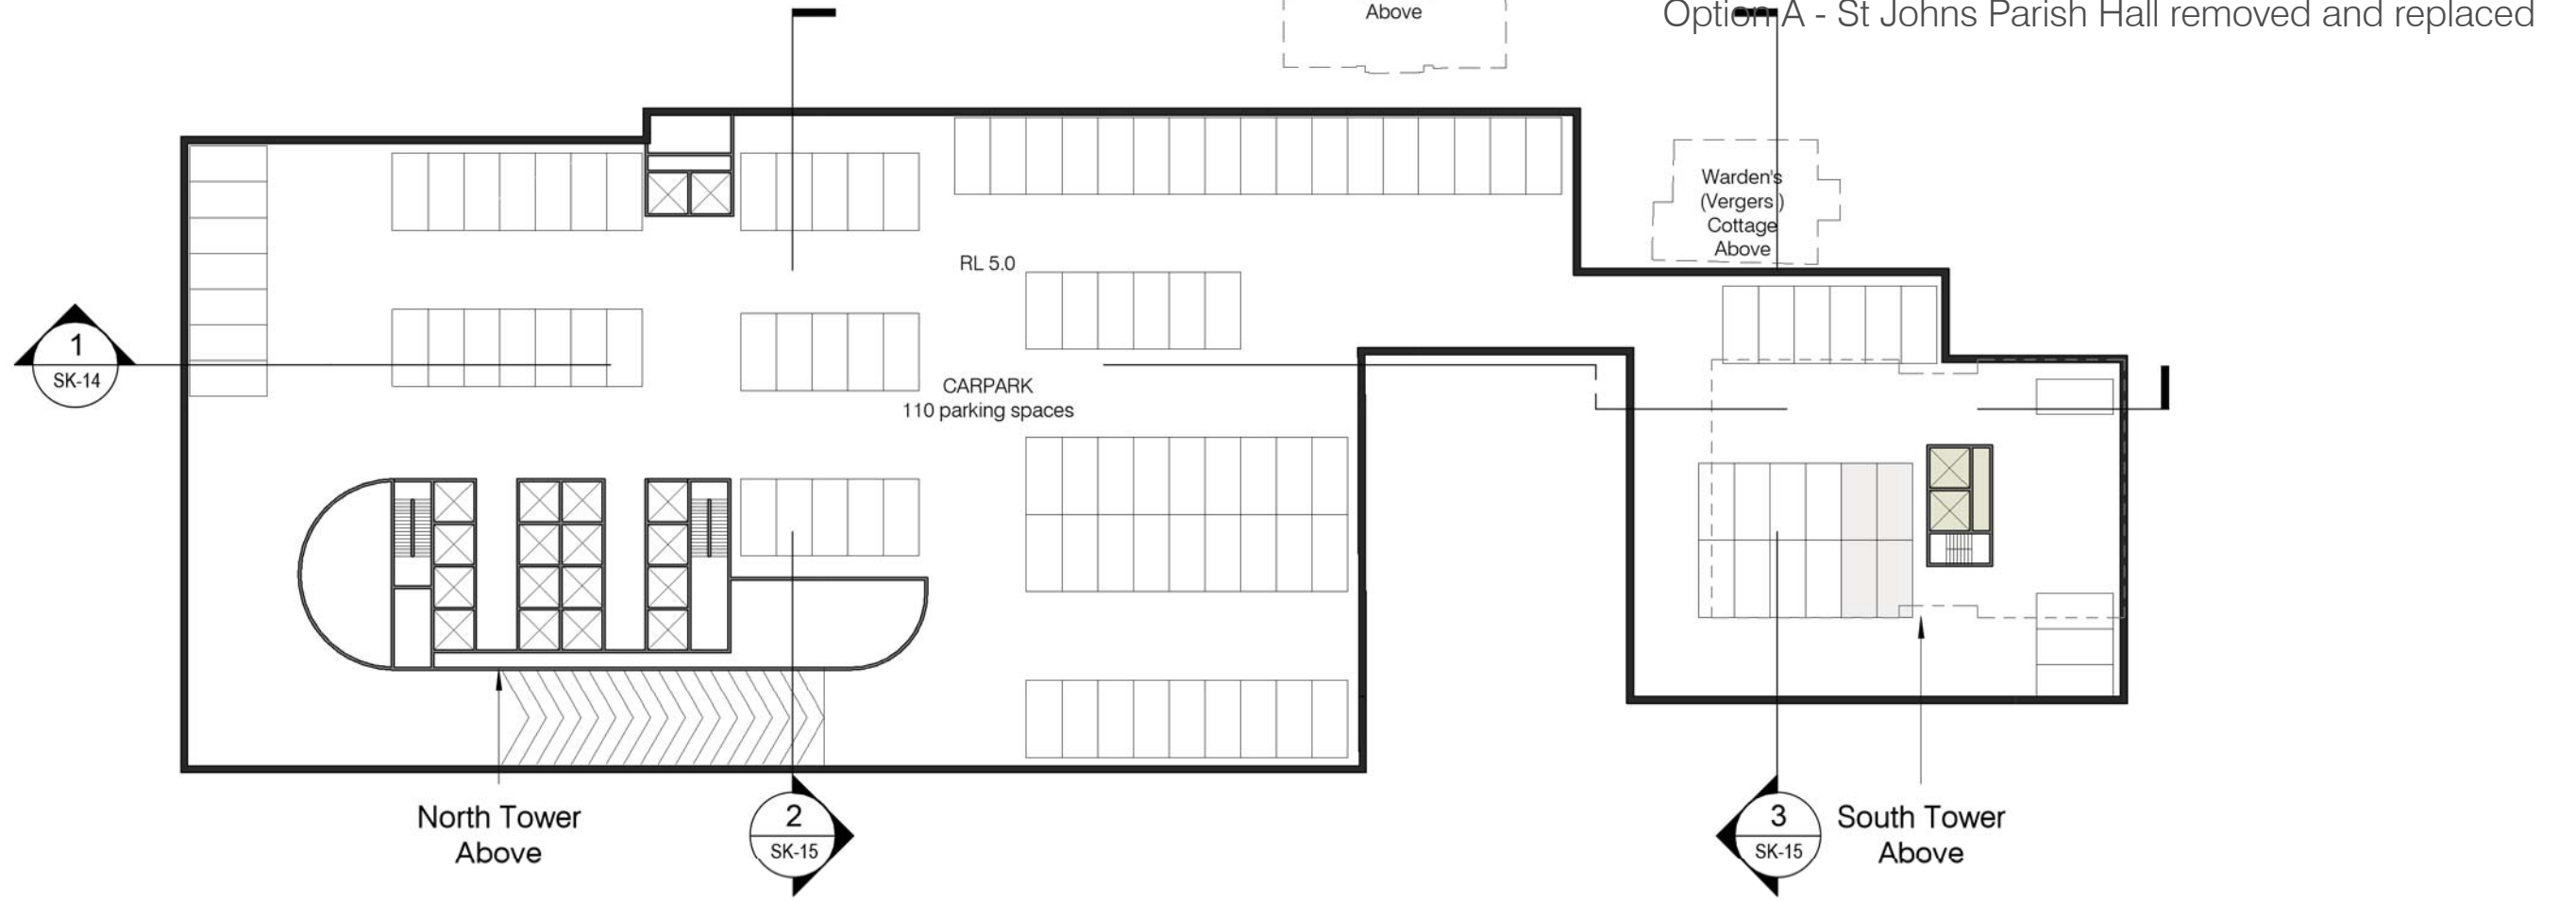 Above
Option A - St Johns Parish Hall removed and replaced
Warden's
(Vergers )
Cottage
Above
RL 5.0
1
SK-14
CARPARK
110 parking spaces
North Tower
Above
2
SK-15
3
SK-15
South Tower
Above